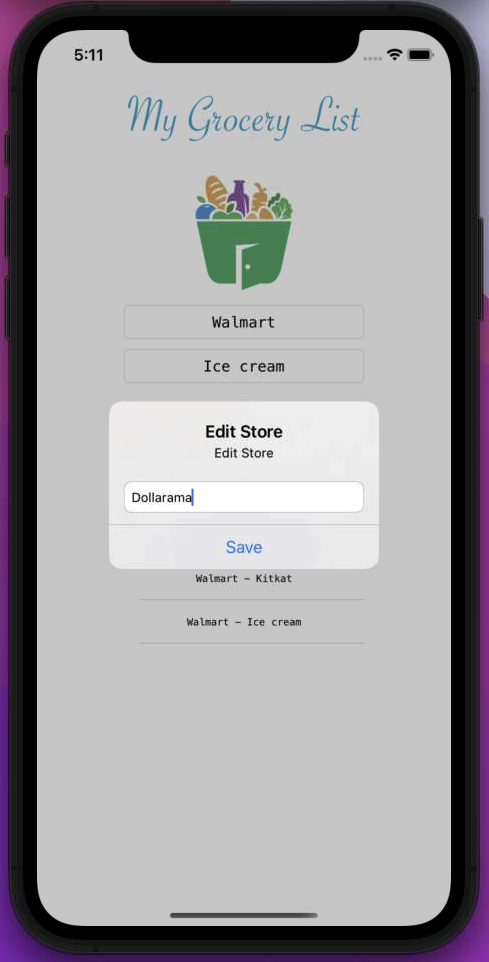 5:11
My Grocery List
Walmart
Ice cream
Edit Store
Edit Store
Dollarama
Save
Walmart – Kitkat
Walmart – Ice cream